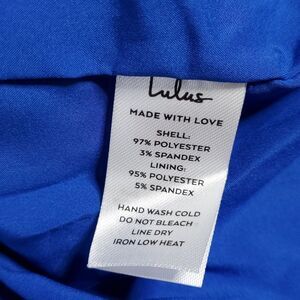 Lulus
MADE WITH LOVE
SHELL:
97% POLYESTER
3% SPANDEX
LINING:
95% POLYESTER
5% SPANDEX
HAND WASH COLD
DO NOT BLEACH
LINE DRY
IRON LOW HEAT